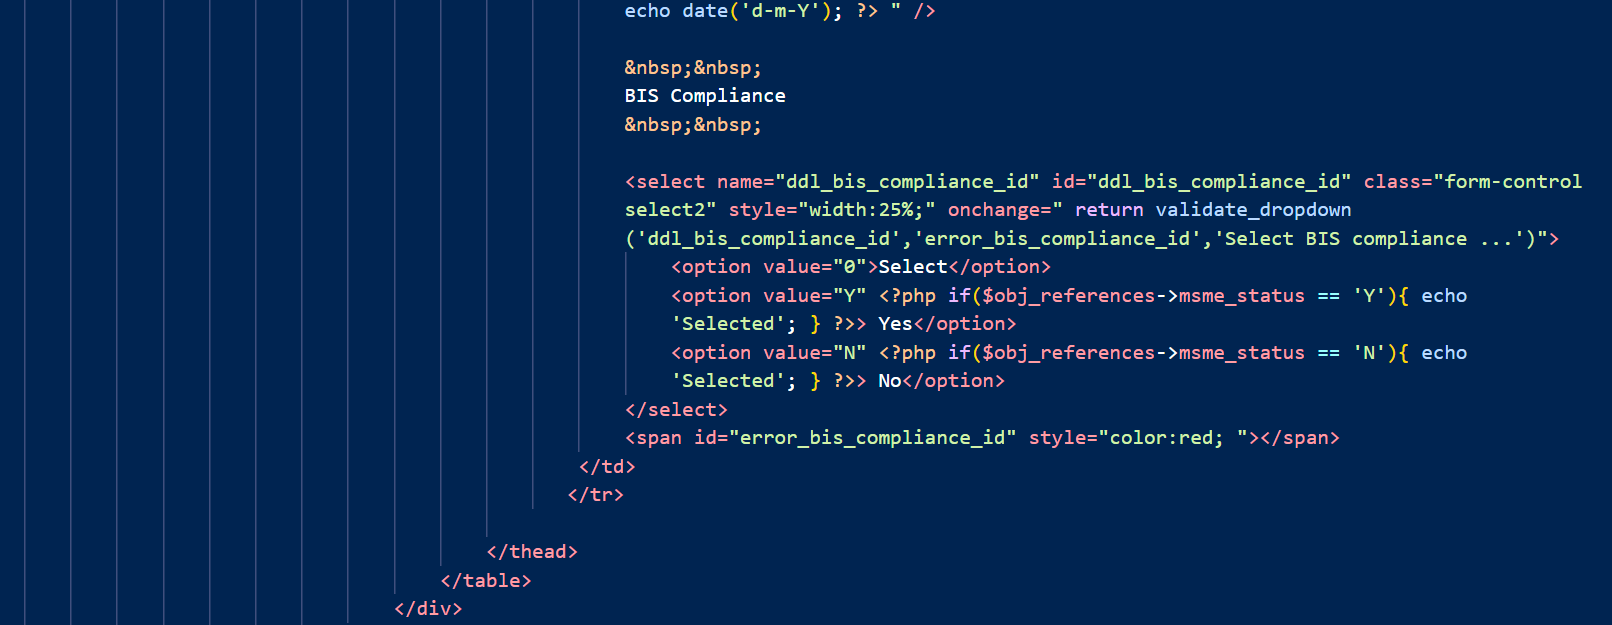 echo date('d-m-Y'); ?> " />
&nbsp;&nbsp;
BIS Compliance
&nbsp;&nbsp;
<select name="ddl_bis_compliance_id" id="ddl_bis_compliance_id" class="form-control
select2" style="width:25%;" onchange=" return validate_dropdown
('ddl_bis_compliance_id','error_bis_compliance_id','Select BIS compliance ...')">
<option value="0">Select</option>
<option value="Y" <?php if($obj_references->msme_status == 'Y'){ echo
'Selected'; } ?>> Yes</option>
<option value="N" <?php if($obj_references->msme_status == 'N'){ echo
'Selected'; } ?>> No</option>
</select>
<span id="error_bis_compliance_id" style="color:red; "></span>
</td>
</tr>
</thead>
</table>
</div>